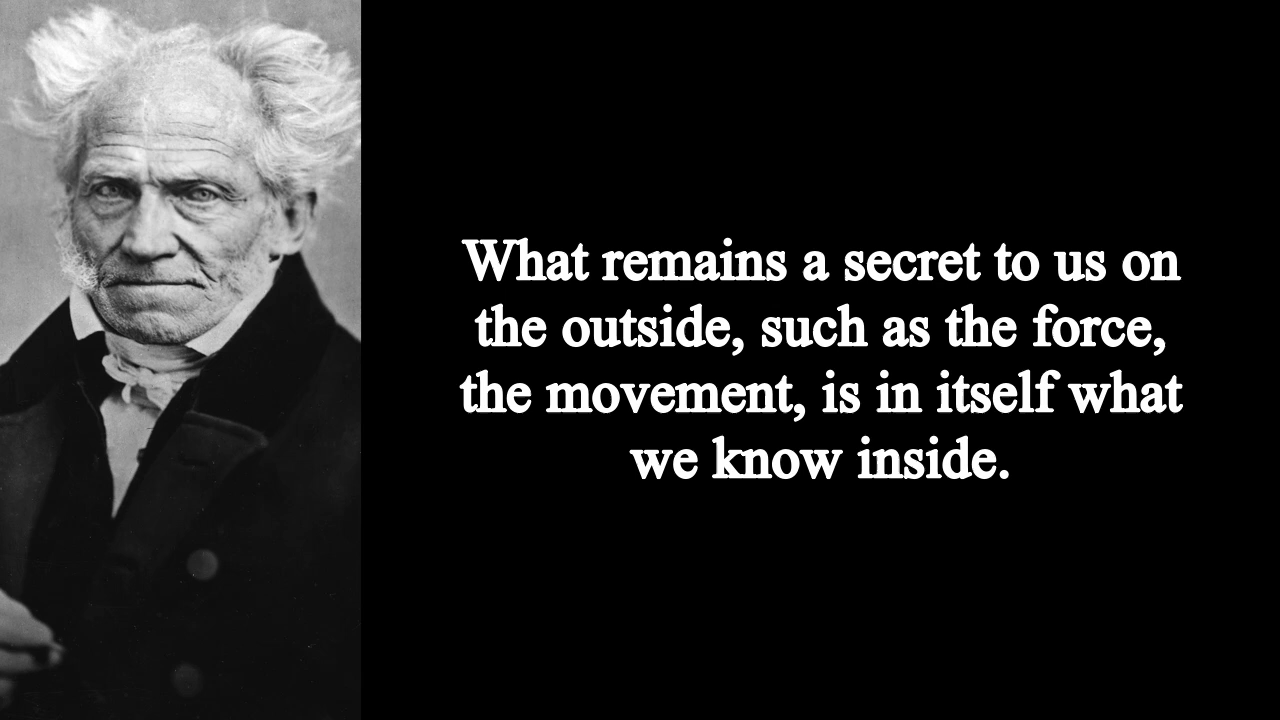 What remains a secret to us on
the outside, such as the force,
the movement, is in itself what
we know inside.